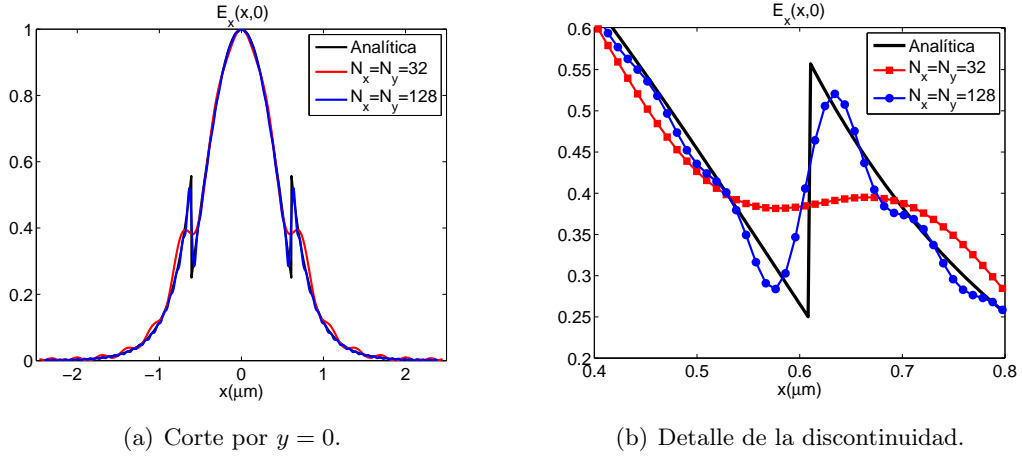 E_x(x,0)
1
0.8
0.6
0.4
0.2
0
−2 −1 0 1 2
x(μm)
Analítica
N_x=N_y=32
N_x=N_y=128
(a) Corte por y = 0.
E_x(x,0)
0.6
0.55
0.5
0.45
0.4
0.35
0.3
0.25
0.2
0.4 0.5 0.6 0.7 0.8
x(μm)
Analítica
N_x=N_y=32
N_x=N_y=128
(b) Detalle de la discontinuidad.